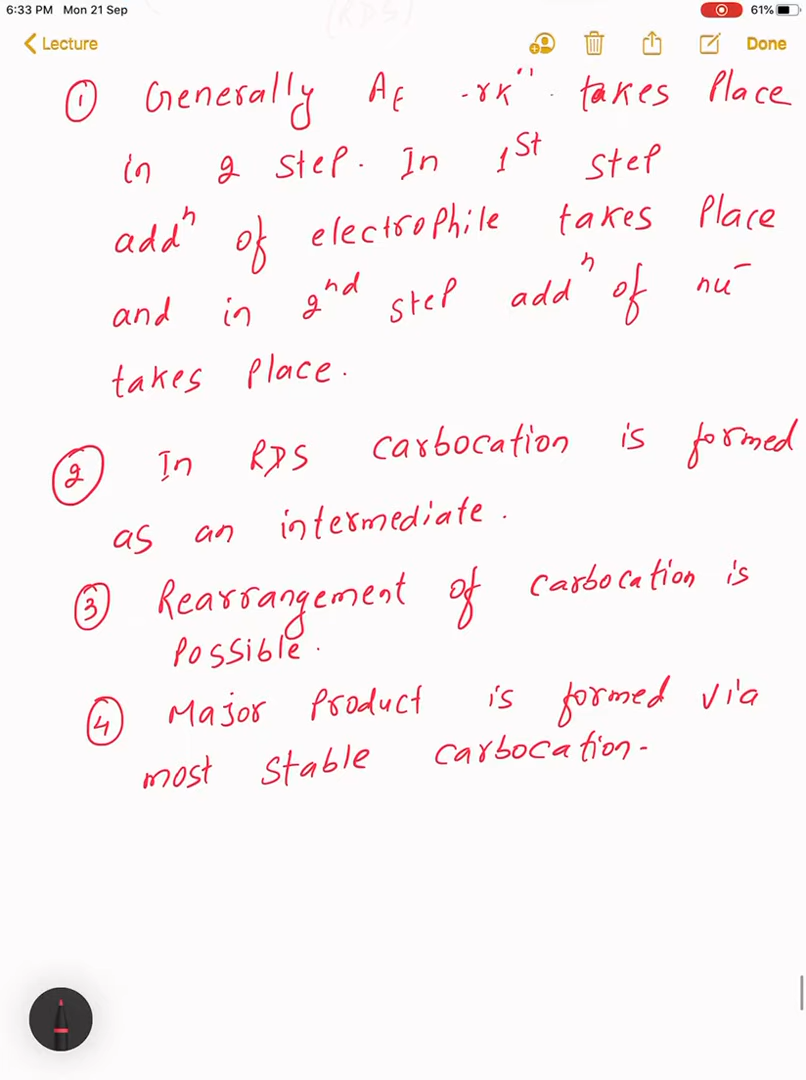 6:33 PM Mon 21 Sep
61%
Lecture
Done
(RDS)
① Generally AE -rxⁿ. takes place
in 2 step. In 1st step
addⁿ of electrophile takes place
and in 2nd step addⁿ of nu⁻
takes place.
② In RDS carbocation is formed
as an intermediate.
③ Rearrangement of carbocation is
possible.
④ Major product is formed via
most stable carbocation-